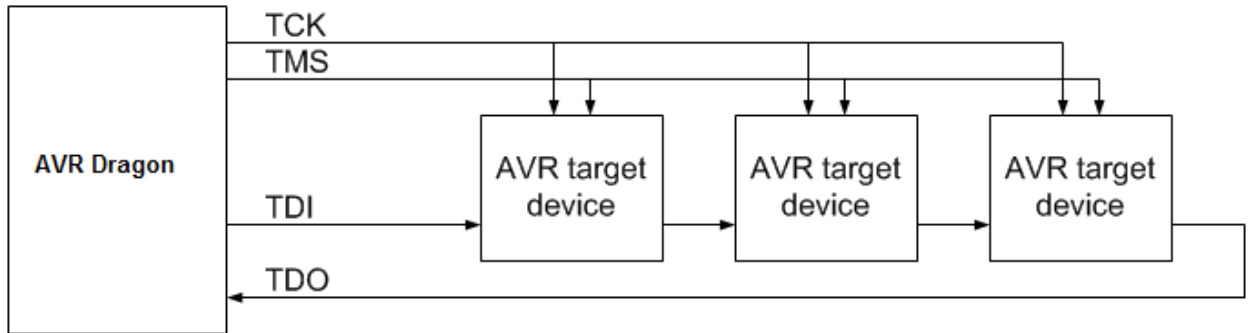 TCK
TMS
AVR Dragon
AVR target
device
AVR target
device
AVR target
device
TDI
TDO